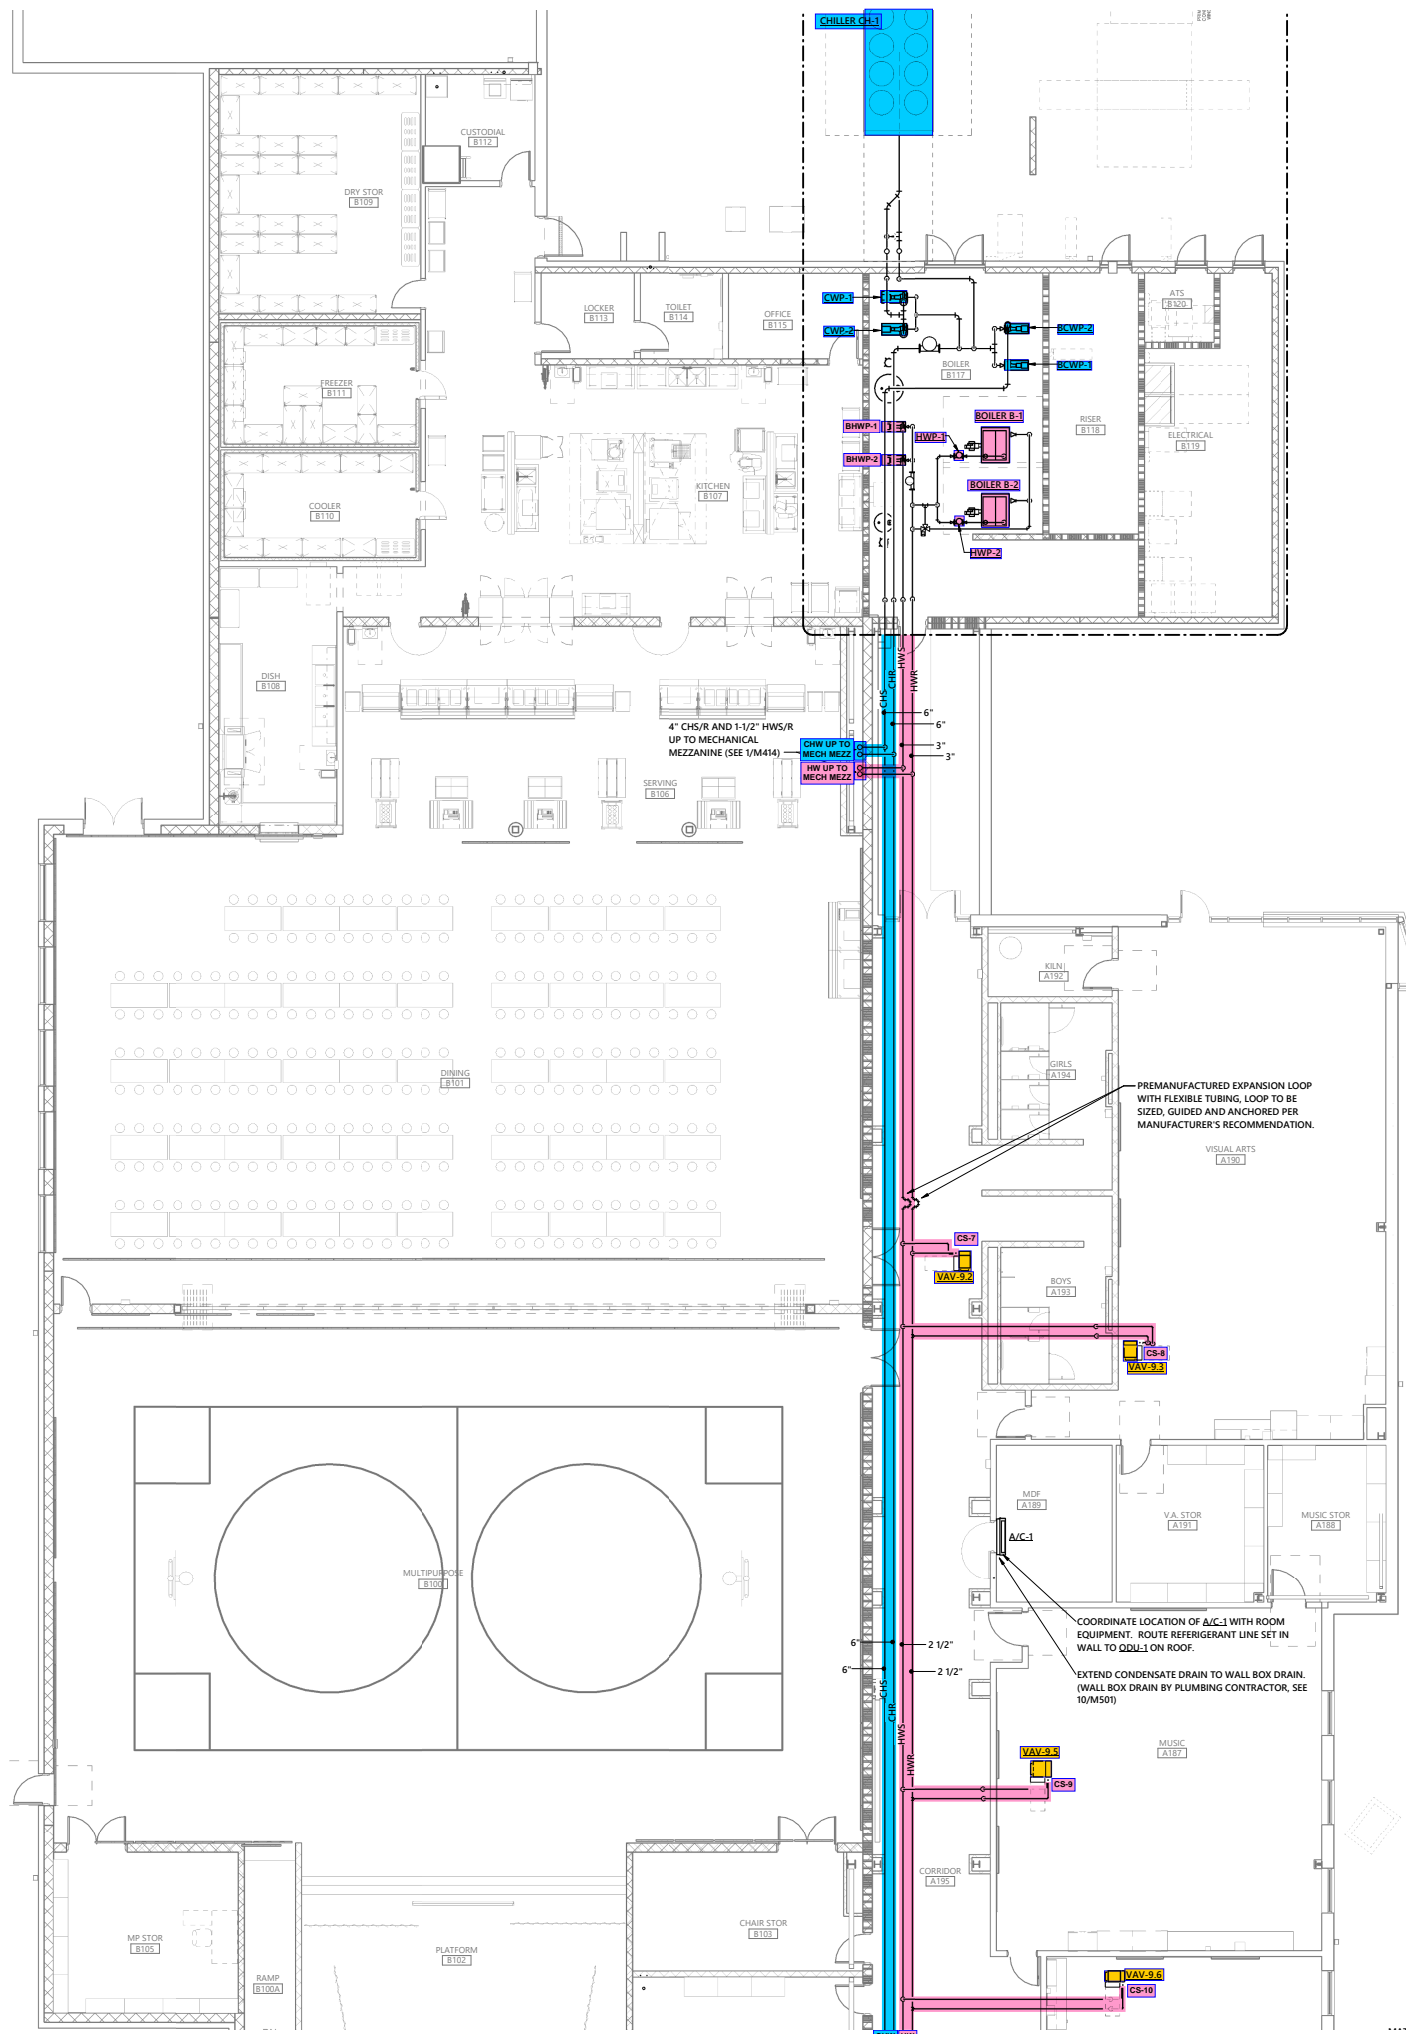 CHILLER CH-1
CUSTODIAL
B112
DRY STOR
B109
LOCKER
B113
TOILET
B114
OFFICE
B115
CWP-1
CWP-2
BCWP-2
BCWP-1
ATS
B120
BOILER
B117
FREEZER
B111
BHWP-1
BHWP-2
HWP-1
BOILER B-1
BOILER B-2
HWP-2
RISER
B118
ELECTRICAL
B119
KITCHEN
B107
COOLER
B110
DISH
B108
CHS
CHR
HWS
HWR
6"
6"
3"
3"
4" CHS/R AND 1-1/2" HWS/R
UP TO MECHANICAL
MEZZANINE (SEE 1/M414)
CHW UP TO
MECH MEZZ
HW UP TO
MECH MEZZ
SERVING
B106
KILN
A192
GIRLS
A194
DINING
B101
PREMANUFACTURED EXPANSION LOOP
WITH FLEXIBLE TUBING, LOOP TO BE
SIZED, GUIDED AND ANCHORED PER
MANUFACTURER'S RECOMMENDATION.
VISUAL ARTS
A190
CS-7
VAV-9.2
BOYS
A193
CS-8
VAV-9.3
MDF
A189
V.A. STOR
A191
MUSIC STOR
A188
A/C-1
MULTIPURPOSE
B100
COORDINATE LOCATION OF A/C-1 WITH ROOM
EQUIPMENT. ROUTE REFERIGERANT LINE SET IN
WALL TO ODU-1 ON ROOF.
6"
2 1/2"
6"
2 1/2"
EXTEND CONDENSATE DRAIN TO WALL BOX DRAIN.
(WALL BOX DRAIN BY PLUMBING CONTRACTOR, SEE
10/M501)
CHS
CHR
HWS
HWR
MUSIC
A187
VAV-9.5
CS-9
CORRIDOR
A195
CHAIR STOR
B103
MP STOR
B105
PLATFORM
B102
RAMP
B100A
VAV-9.6
CS-10